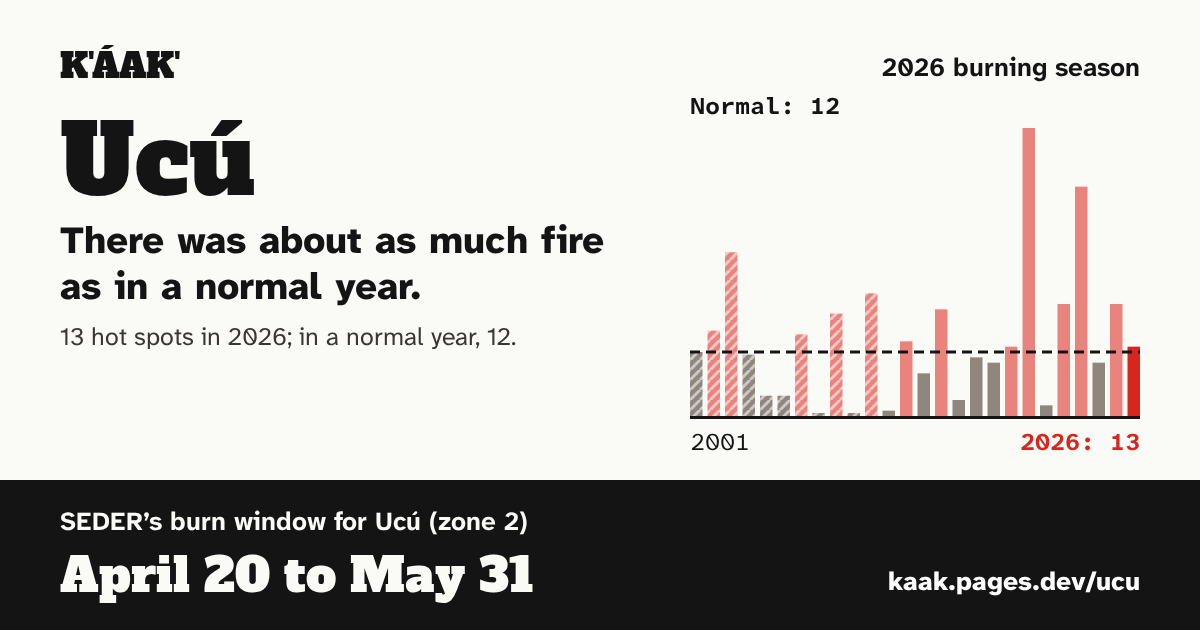 K'ÁAK'
Ucú
There was about as much fire
as in a normal year.
13 hot spots in 2026; in a normal year, 12.
2026 burning season
Normal: 12
2001
2026: 13
SEDER’s burn window for Ucú (zone 2)
April 20 to May 31
kaak.pages.dev/ucu